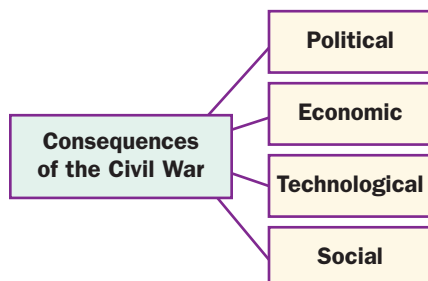 Consequences
of the Civil War
Political
Economic
Technological
Social